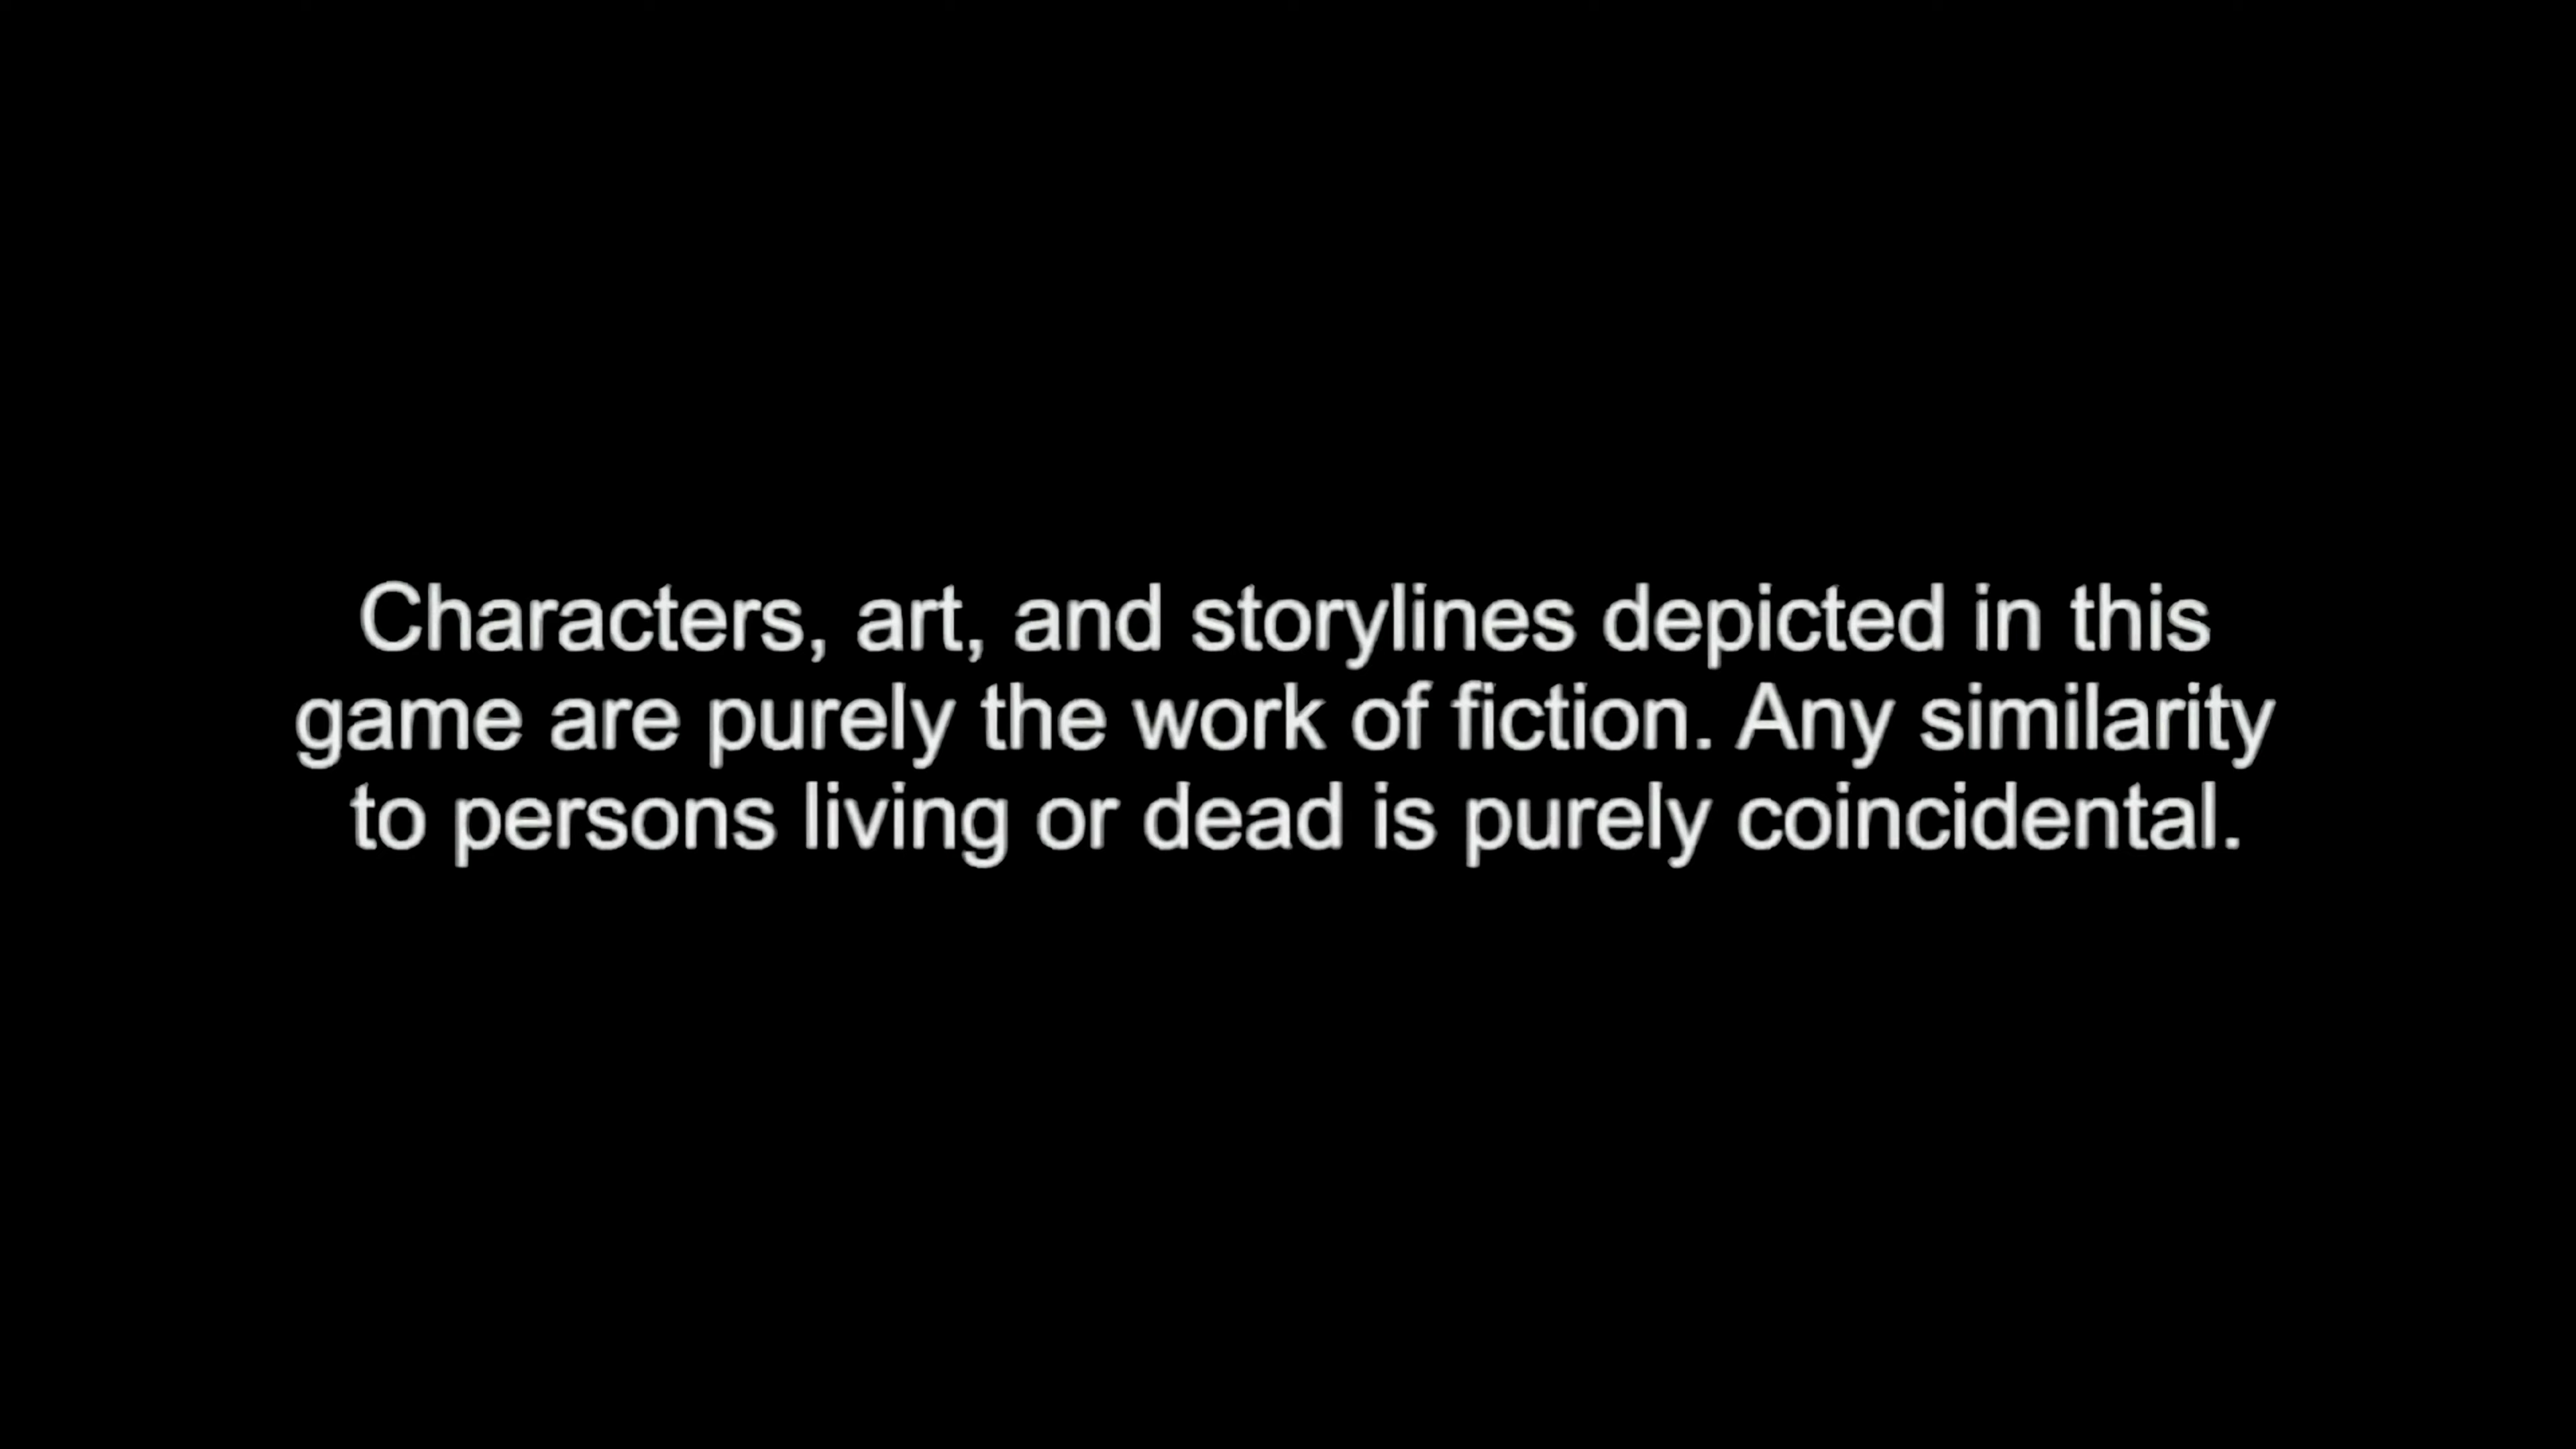 Characters, art, and storylines depicted in this
game are purely the work of fiction. Any similarity
to persons living or dead is purely coincidental.